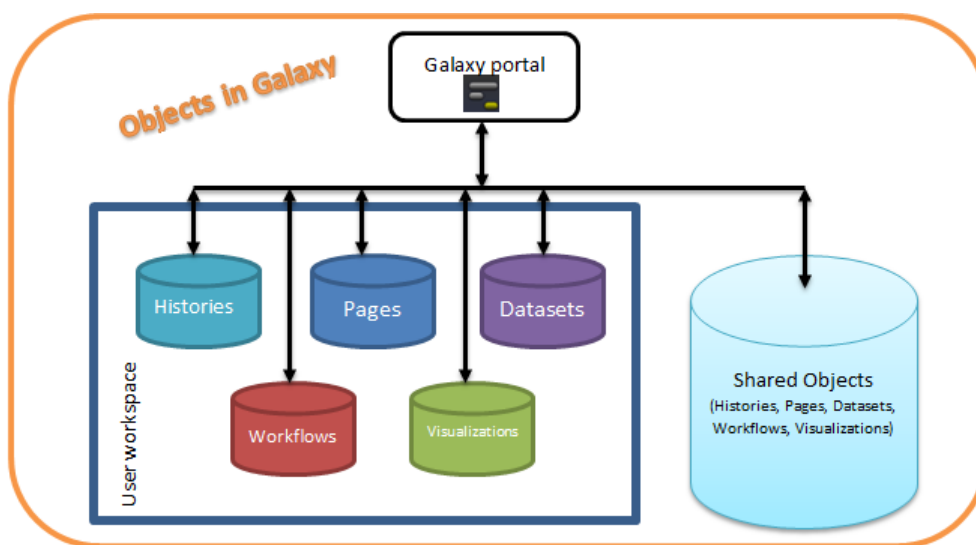 Objects in Galaxy
Galaxy portal
Histories
Pages
Datasets
Workflows
Visualizations
User workspace
Shared Objects
(Histories, Pages, Datasets,
Workflows, Visualizations)